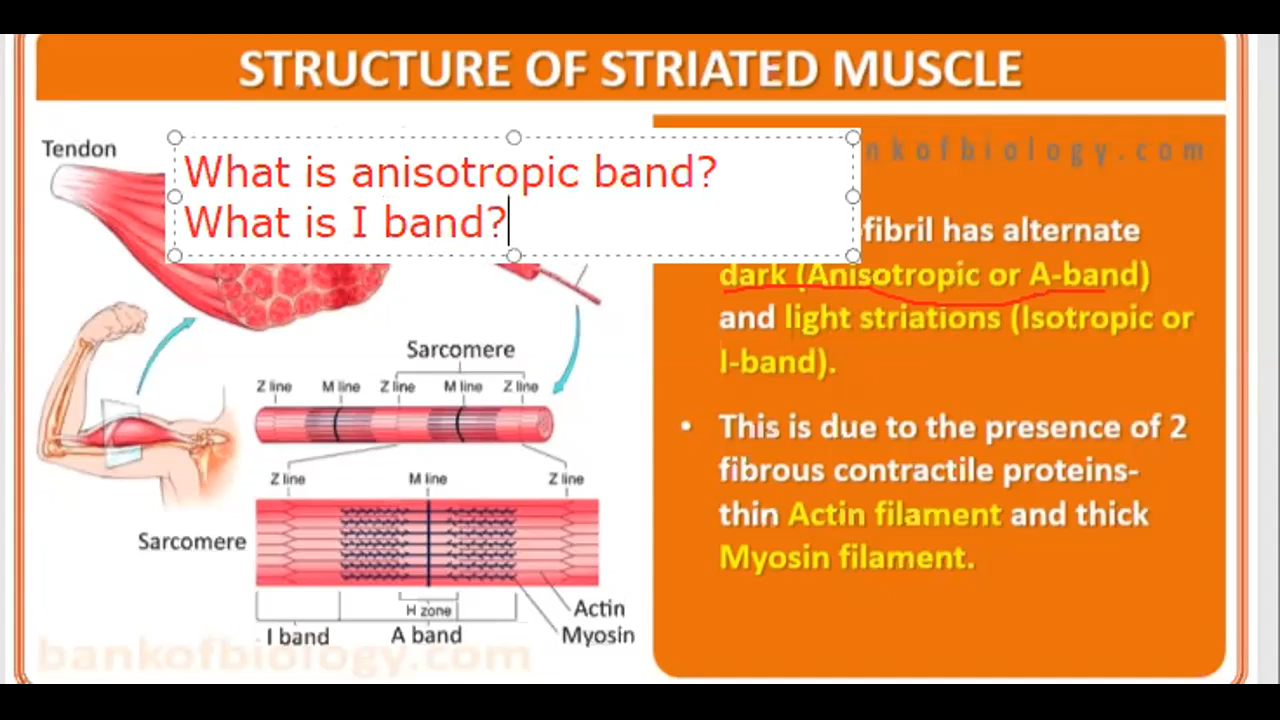 STRUCTURE OF STRIATED MUSCLE
Tendon
What is anisotropic band?
What is I band?
nkofbiology.com
fibril has alternate
dark (Anisotropic or A-band)
and light striations (Isotropic or
I-band).
• This is due to the presence of 2
fibrous contractile proteins-
thin Actin filament and thick
Myosin filament.
Sarcomere
Z line M line Z line M line Z line
Z line M line Z line
Sarcomere
H zone
I band A band
Actin
Myosin
bankofbiology.com